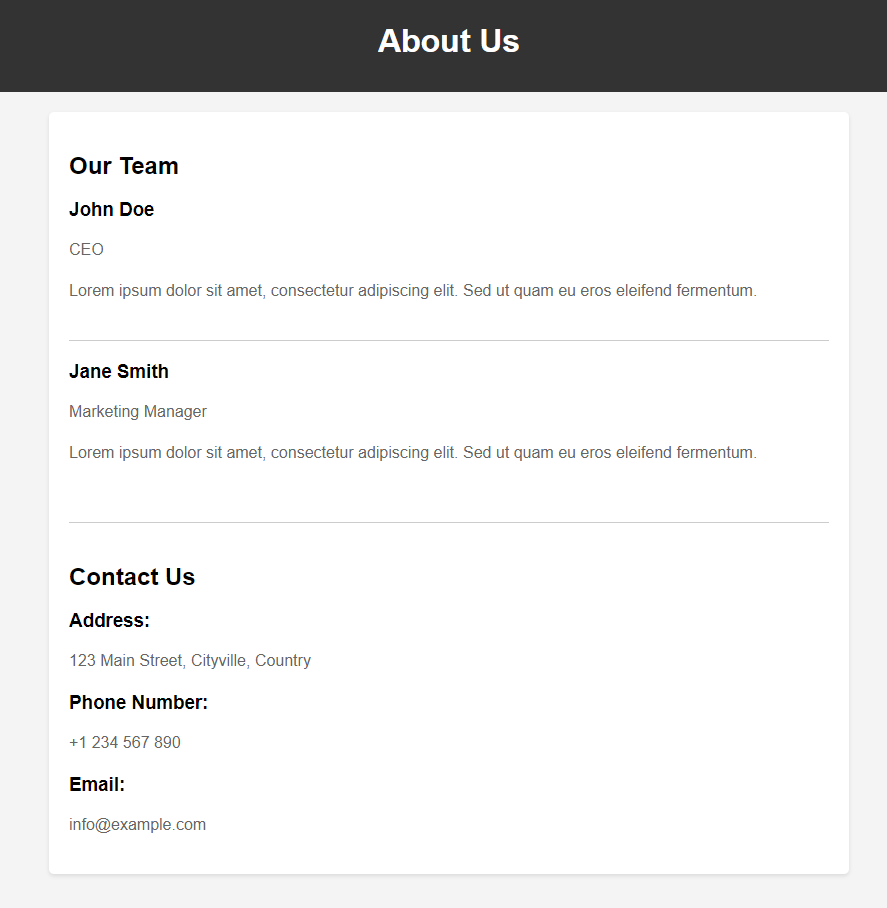 About Us
Our Team
John Doe
CEO
Lorem ipsum dolor sit amet, consectetur adipiscing elit. Sed ut quam eu eros eleifend fermentum.
Jane Smith
Marketing Manager
Lorem ipsum dolor sit amet, consectetur adipiscing elit. Sed ut quam eu eros eleifend fermentum.
Contact Us
Address:
123 Main Street, Cityville, Country
Phone Number:
+1 234 567 890
Email:
info@example.com